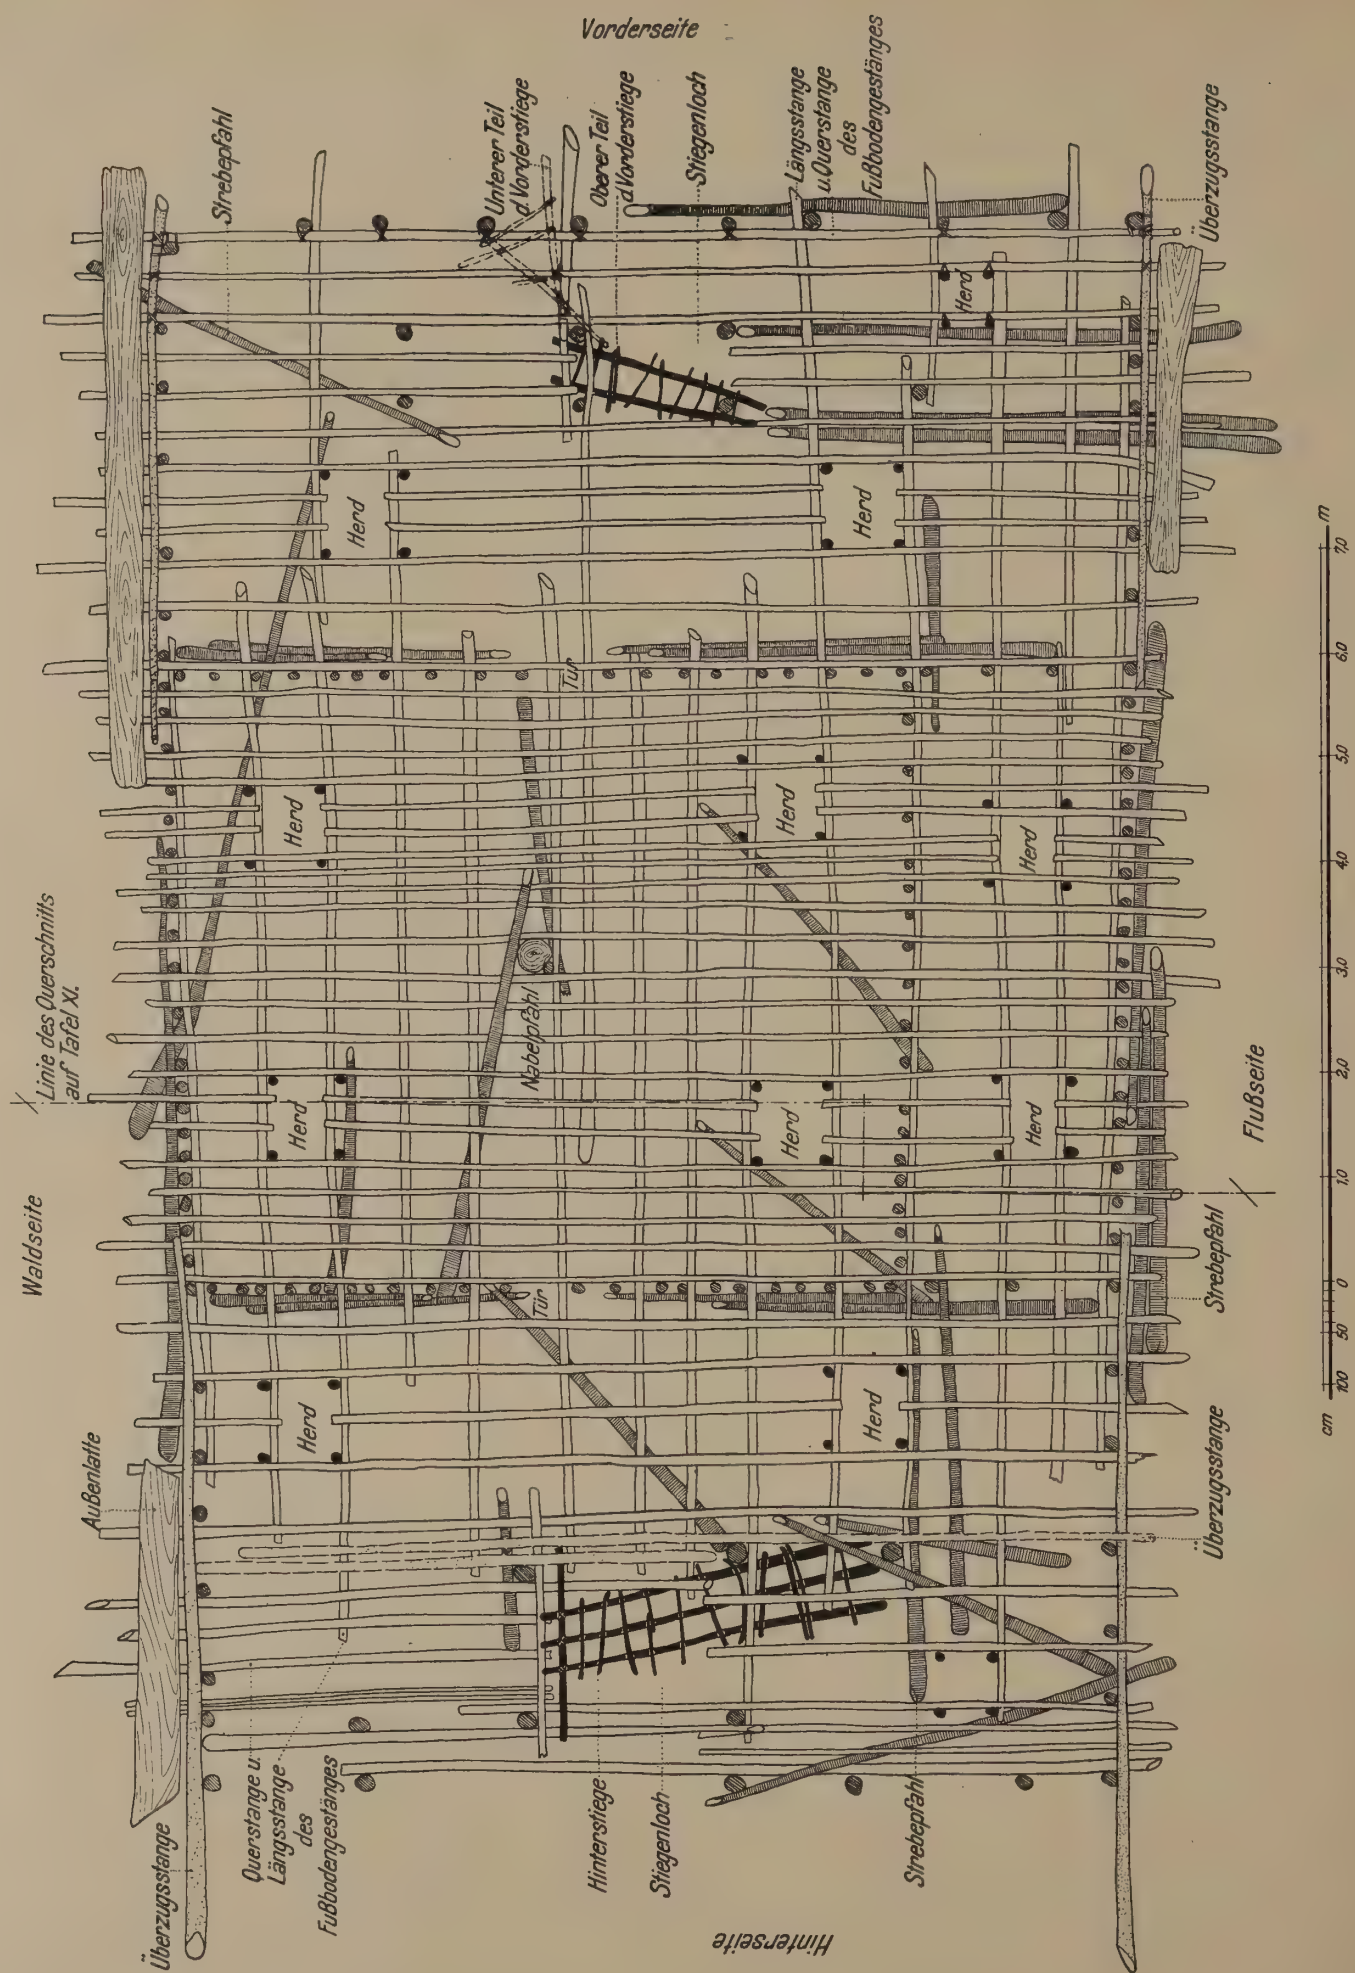 Vorderseite
Strebepfahl
Unterer Teil
d. Vorderstiege
Oberer Teil
d. Vorderstiege
Stiegenloch
Längsstange
u. Querstange
des
Fußbodengestänges
Überzugsstange
Herd
Herd
Herd
Tür
Herd
Herd
Herd
Linie des Querschnitts
auf Tafel XI.
Nabelpfahl
Herd
Herd
Herd
Waldseite
Flußseite
Tür
Strebepfahl
Herd
Herd
Außenlatte
Überzugsstange
Überzugsstange
Querstange u.
Längsstange
des
Fußbodengestänges
Hinterstiege
Stiegenloch
Strebepfahl
Hinterseite
cm 100 50 0 1,0 2,0 3,0 4,0 5,0 6,0 7,0 m